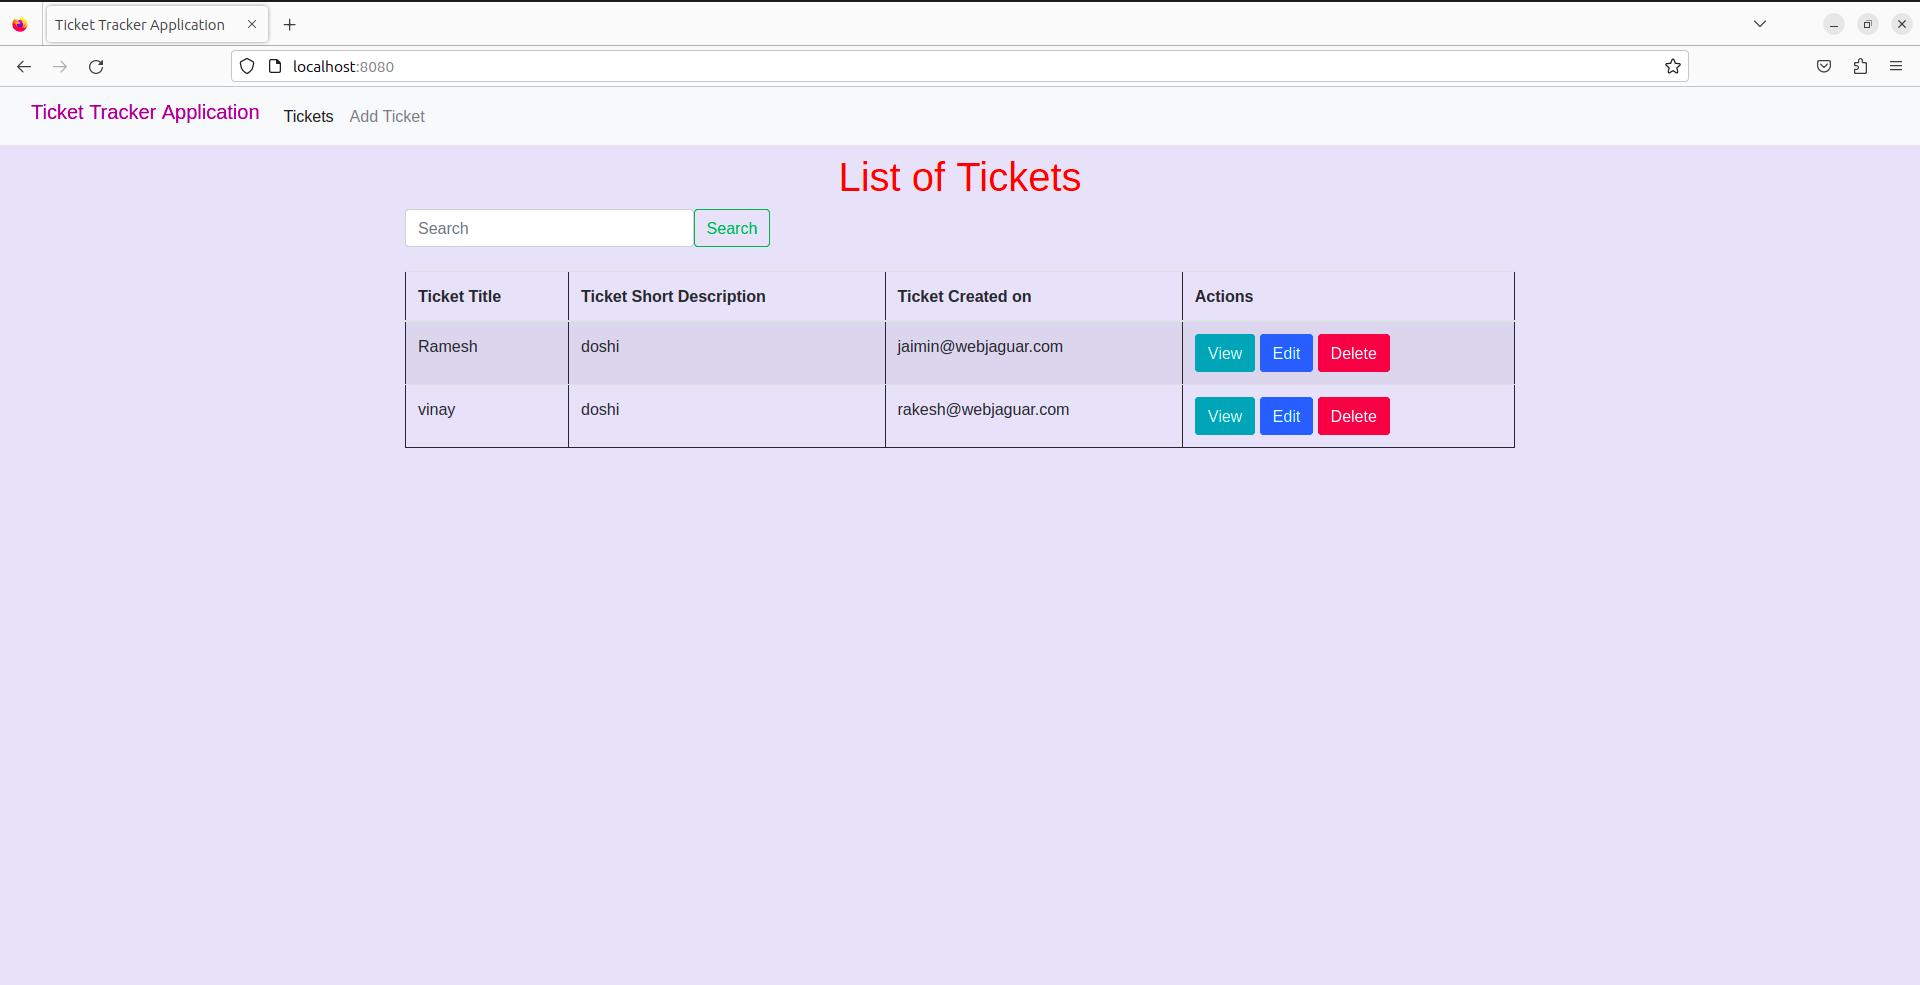 Ticket Tracker Application
localhost:8080
Ticket Tracker Application Tickets Add Ticket
List of Tickets
Search Search
Ticket Title Ticket Short Description Ticket Created on Actions
Ramesh doshi jaimin@webjaguar.com View Edit Delete
vinay doshi rakesh@webjaguar.com View Edit Delete